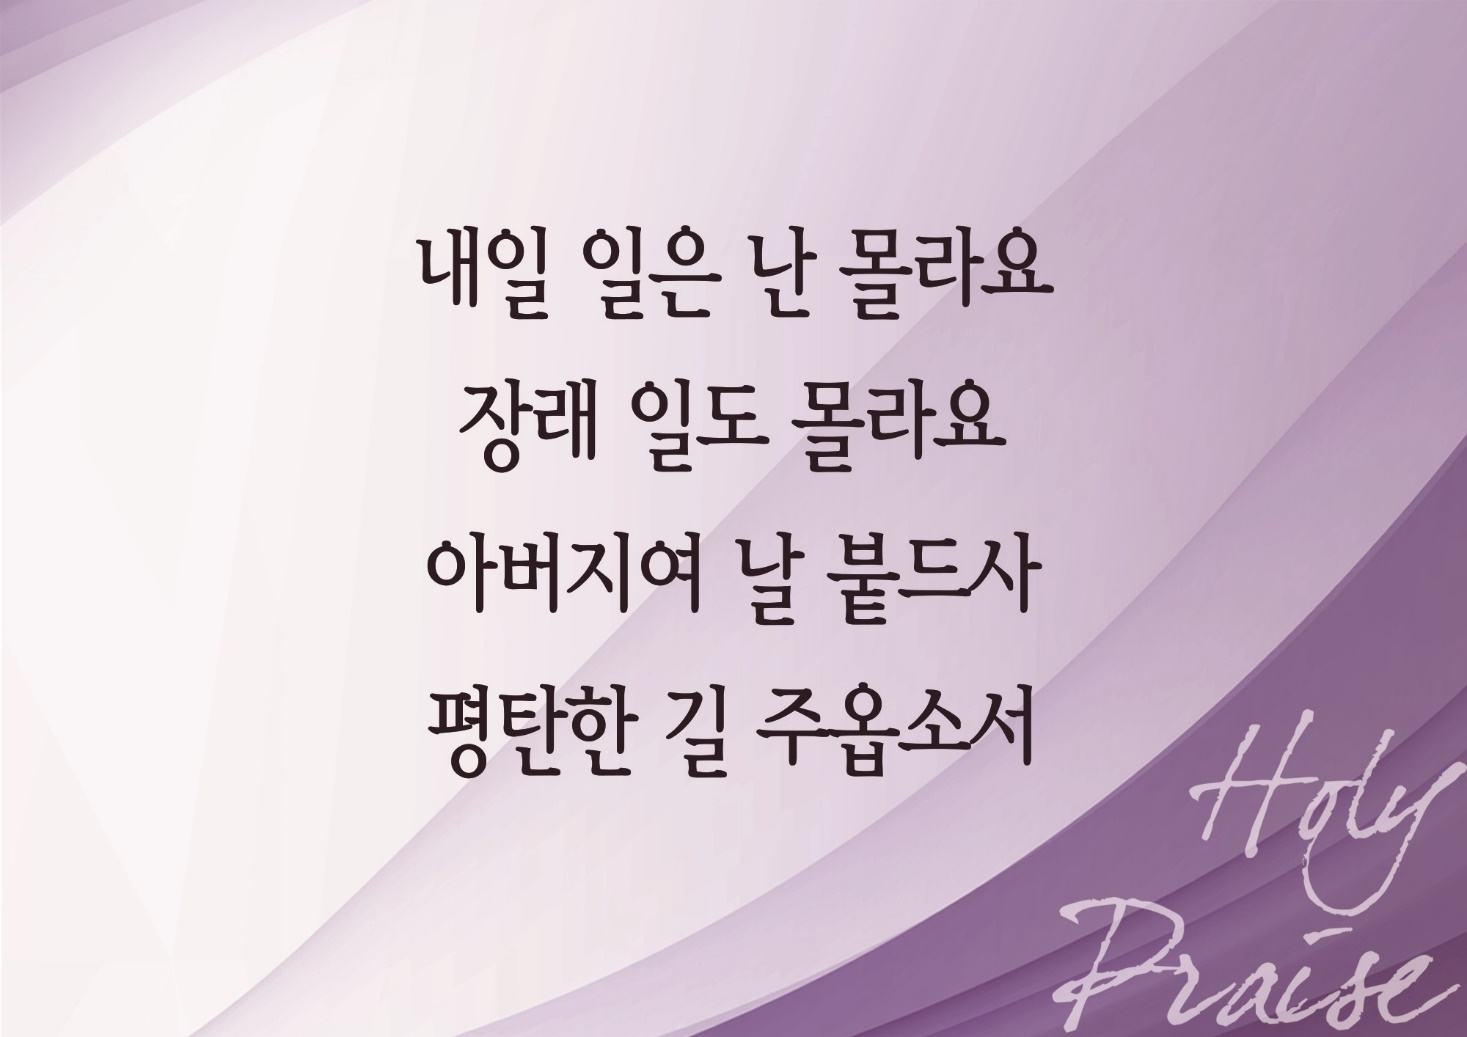 내일 일은 난 몰라요
장래 일도 몰라요
아버지여 날 붙드사
평탄한 길 주옵소서
Holy
Praise